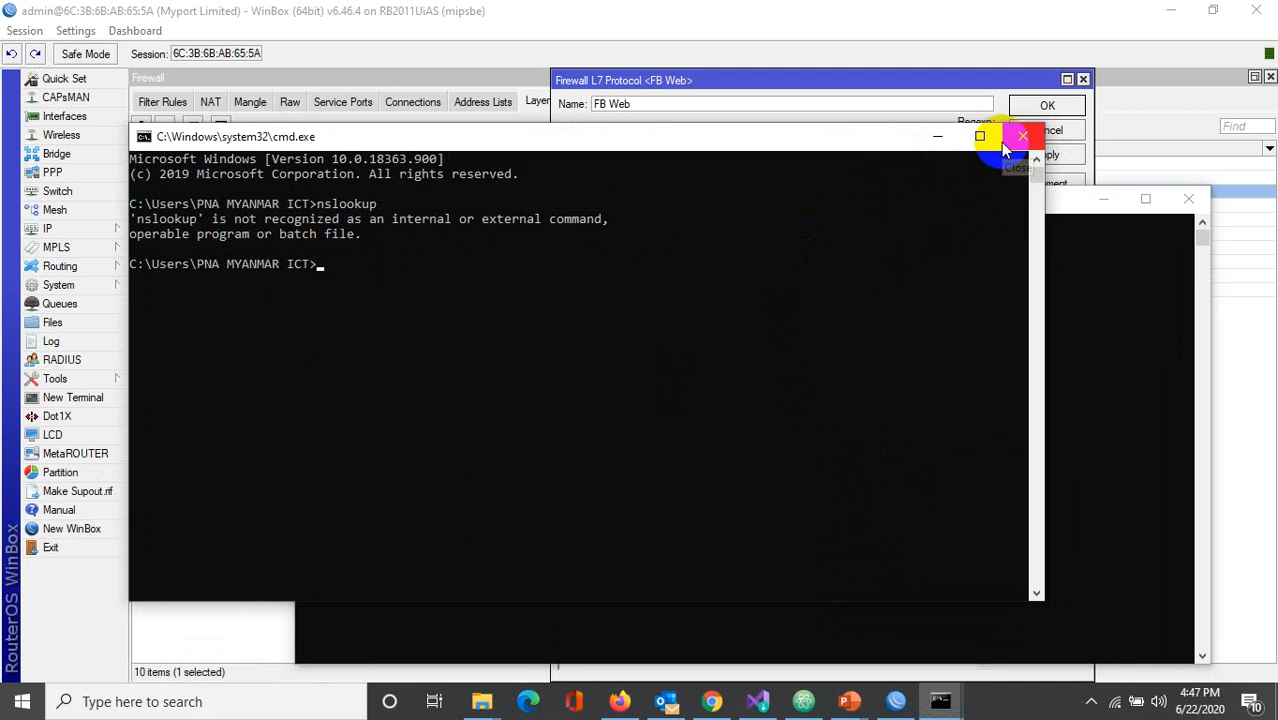 admin@6C:3B:6B:AB:65:5A (Myport Limited) - WinBox (64bit) v6.46.4 on RB2011UiAS (mipsbe)
Session Settings Dashboard
Safe Mode Session: 6C:3B:6B:AB:65:5A
Quick Set
CAPsMAN
Interfaces
Wireless
Bridge
PPP
Switch
Mesh
IP
MPLS
Routing
System
Queues
Files
Log
RADIUS
Tools
New Terminal
Dot1X
LCD
MetaROUTER
Partition
Make Supout.rif
Manual
New WinBox
Exit
RouterOS WinBox
Firewall
Filter Rules NAT Mangle Raw Service Ports Connections Address Lists Layer
Find
Firewall L7 Protocol <FB Web>
Name: FB Web
Regexp:
OK
Cancel
Apply
Comment
C:\Windows\system32\cmd.exe
Close
Microsoft Windows [Version 10.0.18363.900]
(c) 2019 Microsoft Corporation. All rights reserved.
C:\Users\PNA MYANMAR ICT>nslookup
'nslookup' is not recognized as an internal or external command,
operable program or batch file.
C:\Users\PNA MYANMAR ICT>
10 items (1 selected)
Type here to search
4:47 PM
6/22/2020
10